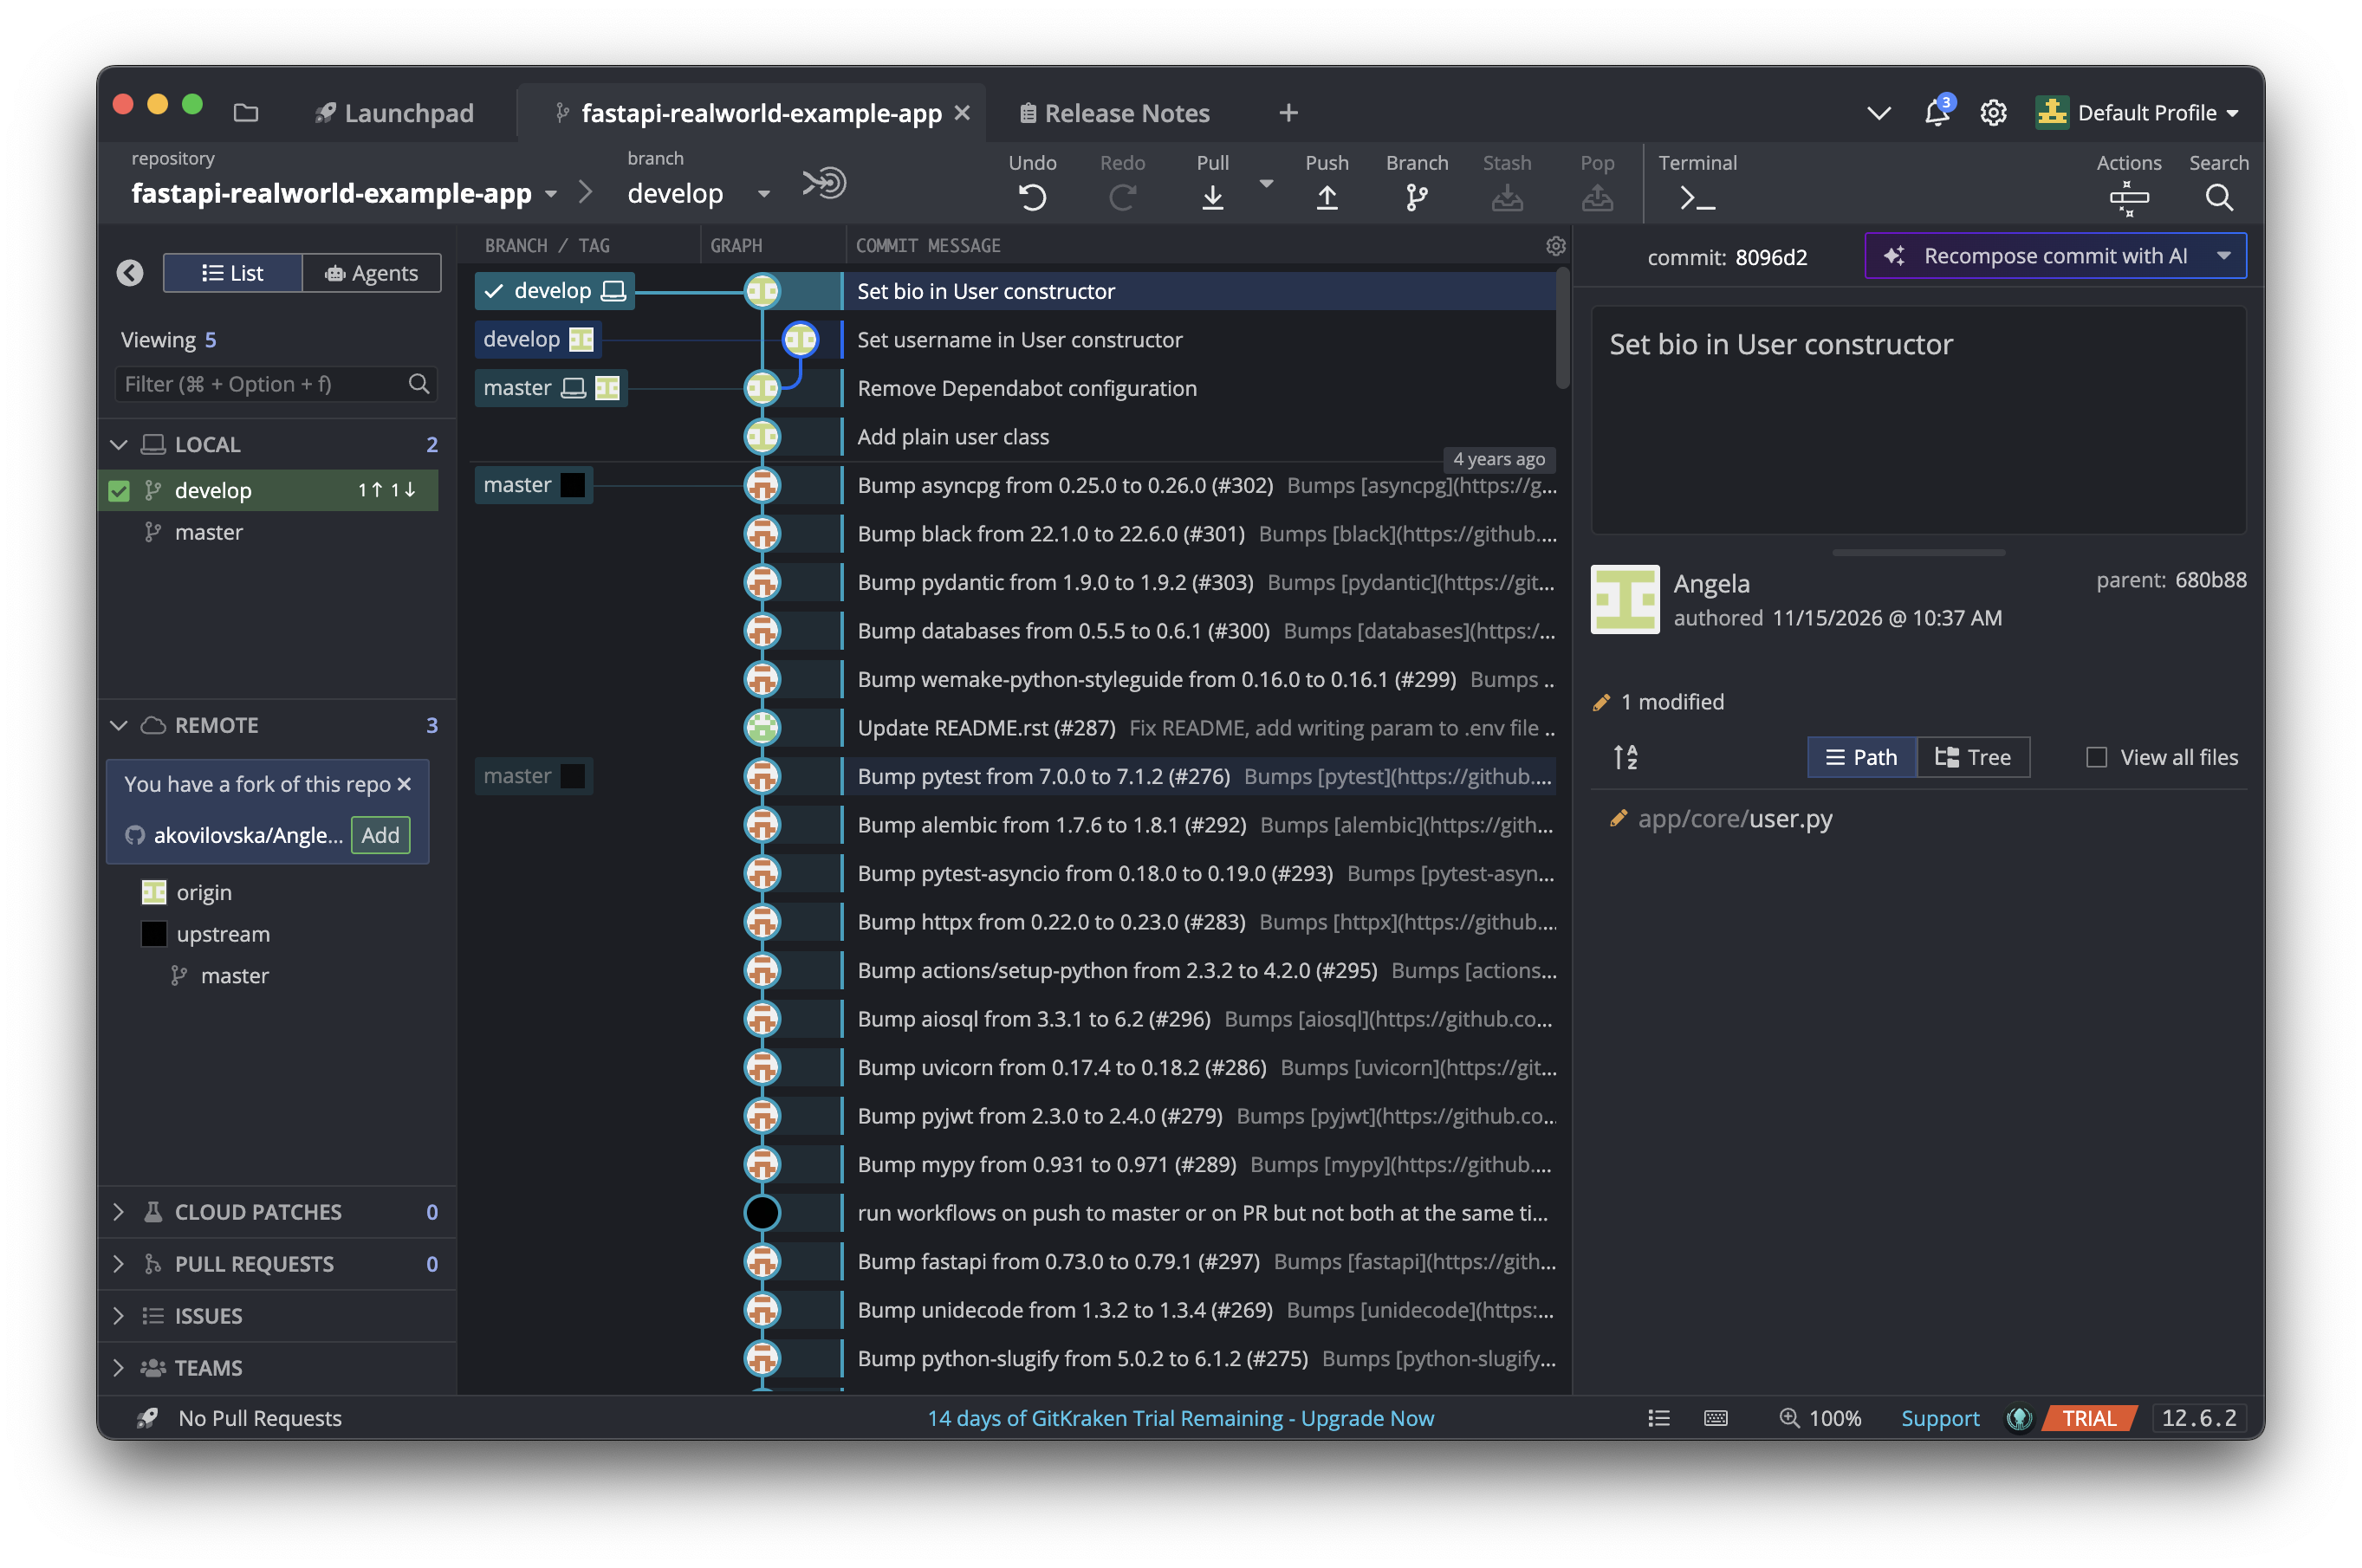 Launchpad
fastapi-realworld-example-app
Release Notes
3
Default Profile
repository
fastapi-realworld-example-app
branch
develop
Undo
Redo
Pull
Push
Branch
Stash
Pop
Terminal
Actions
Search
List
Agents
Viewing 5
Filter (⌘ + Option + f)
LOCAL 2
develop 1↑ 1↓
master
REMOTE 3
You have a fork of this repo
akovilovska/Angle... Add
origin
upstream
master
CLOUD PATCHES 0
PULL REQUESTS 0
ISSUES
TEAMS
BRANCH / TAG GRAPH COMMIT MESSAGE
develop Set bio in User constructor
develop Set username in User constructor
master Remove Dependabot configuration
Add plain user class
4 years ago
master Bump asyncpg from 0.25.0 to 0.26.0 (#302) Bumps [asyncpg](https://g...
Bump black from 22.1.0 to 22.6.0 (#301) Bumps [black](https://github....
Bump pydantic from 1.9.0 to 1.9.2 (#303) Bumps [pydantic](https://git...
Bump databases from 0.5.5 to 0.6.1 (#300) Bumps [databases](https:/...
Bump wemake-python-styleguide from 0.16.0 to 0.16.1 (#299) Bumps ..
Update README.rst (#287) Fix README, add writing param to .env file ..
master Bump pytest from 7.0.0 to 7.1.2 (#276) Bumps [pytest](https://github....
Bump alembic from 1.7.6 to 1.8.1 (#292) Bumps [alembic](https://gith...
Bump pytest-asyncio from 0.18.0 to 0.19.0 (#293) Bumps [pytest-asyn...
Bump httpx from 0.22.0 to 0.23.0 (#283) Bumps [httpx](https://github....
Bump actions/setup-python from 2.3.2 to 4.2.0 (#295) Bumps [actions...
Bump aiosql from 3.3.1 to 6.2 (#296) Bumps [aiosql](https://github.co...
Bump uvicorn from 0.17.4 to 0.18.2 (#286) Bumps [uvicorn](https://git...
Bump pyjwt from 2.3.0 to 2.4.0 (#279) Bumps [pyjwt](https://github.co...
Bump mypy from 0.931 to 0.971 (#289) Bumps [mypy](https://github....
run workflows on push to master or on PR but not both at the same ti...
Bump fastapi from 0.73.0 to 0.79.1 (#297) Bumps [fastapi](https://gith...
Bump unidecode from 1.3.2 to 1.3.4 (#269) Bumps [unidecode](https:...
Bump python-slugify from 5.0.2 to 6.1.2 (#275) Bumps [python-slugify...
commit: 8096d2
Recompose commit with AI
Set bio in User constructor
Angela
authored 11/15/2026 @ 10:37 AM
parent: 680b88
1 modified
Path
Tree
View all files
app/core/user.py
No Pull Requests
14 days of GitKraken Trial Remaining - Upgrade Now
100%
Support
TRIAL
12.6.2